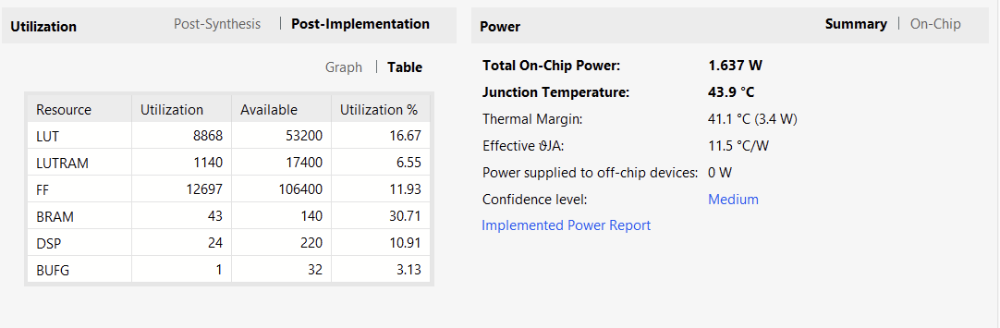 Utilization Post-Synthesis | Post-Implementation
Graph | Table
Resource Utilization Available Utilization %
LUT 8868 53200 16.67
LUTRAM 1140 17400 6.55
FF 12697 106400 11.93
BRAM 43 140 30.71
DSP 24 220 10.91
BUFG 1 32 3.13
Power Summary | On-Chip
Total On-Chip Power: 1.637 W
Junction Temperature: 43.9 °C
Thermal Margin: 41.1 °C (3.4 W)
Effective ϑJA: 11.5 °C/W
Power supplied to off-chip devices: 0 W
Confidence level: Medium
Implemented Power Report